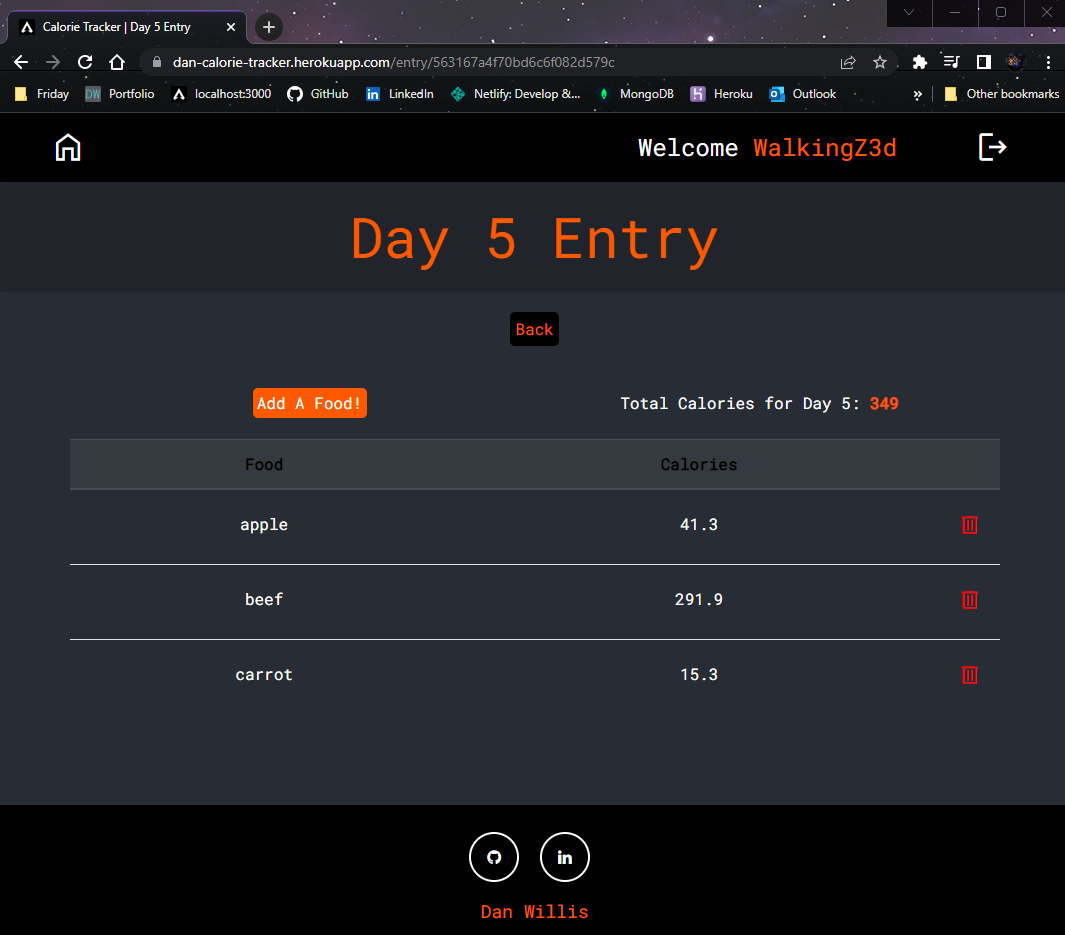 Calorie Tracker | Day 5 Entry
dan-calorie-tracker.herokuapp.com/entry/563167a4f70bd6c6f082d579c
Friday DW Portfolio localhost:3000 GitHub LinkedIn Netlify: Develop &... MongoDB Heroku Outlook » Other bookmarks
Welcome WalkingZ3d
Day 5 Entry
Back
Add A Food! Total Calories for Day 5: 349
Food Calories
apple 41.3
beef 291.9
carrot 15.3
in
Dan Willis